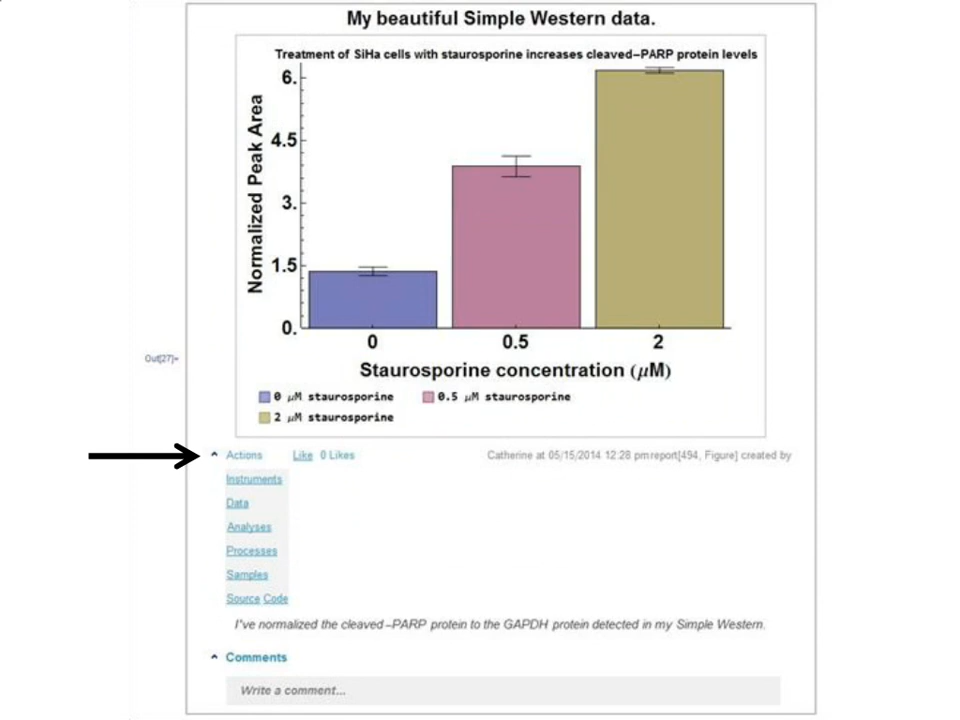 My beautiful Simple Western data.
Treatment of SiHa cells with staurosporine increases cleaved–PARP protein levels
6.
4.5
3.
1.5
0.
Normalized Peak Area
0 0.5 2
Staurosporine concentration (μM)
0 μM staurosporine 0.5 μM staurosporine
2 μM staurosporine
Out[27]=
Actions Like 0 Likes Catherine at 05/15/2014 12:28 pm report[494, Figure] created by
Instruments
Data
Analyses
Processes
Samples
Source Code
I've normalized the cleaved–PARP protein to the GAPDH protein detected in my Simple Western.
Comments
Write a comment...